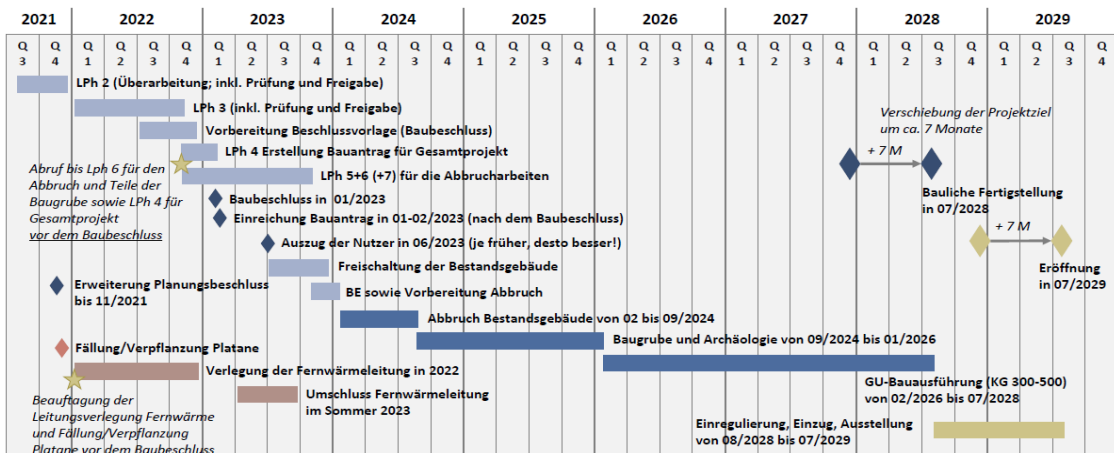 2021 2022 2023 2024 2025 2026 2027 2028 2029
Q Q Q Q Q Q Q Q Q Q Q Q Q Q Q Q Q Q Q Q Q Q Q Q Q Q Q Q Q Q Q Q Q Q
3 4 1 2 3 4 1 2 3 4 1 2 3 4 1 2 3 4 1 2 3 4 1 2 3 4 1 2 3 4 1 2 3 4
LPh 2 (Überarbeitung; inkl. Prüfung und Freigabe)
LPh 3 (inkl. Prüfung und Freigabe)
Vorbereitung Beschlussvorlage (Baubeschluss)
LPh 4 Erstellung Bauantrag für Gesamtprojekt
LPh 5+6 (+7) für die Abbrucharbeiten
Abruf bis Lph 6 für den
Abbruch und Teile der
Baugrube sowie LPh 4 für
Gesamtprojekt
vor dem Baubeschluss
Baubeschluss in 01/2023
Einreichung Bauantrag in 01-02/2023 (nach dem Baubeschluss)
Auszug der Nutzer in 06/2023 (je früher, desto besser!)
Freischaltung der Bestandsgebäude
Erweiterung Planungsbeschluss
bis 11/2021
BE sowie Vorbereitung Abbruch
Abbruch Bestandsgebäude von 02 bis 09/2024
Baugrube und Archäologie von 09/2024 bis 01/2026
Fällung/Verpflanzung Platane
Verlegung der Fernwärmeleitung in 2022
Umschluss Fernwärmeleitung
im Sommer 2023
Beauftagung der
Leitungsverlegung Fernwärme
und Fällung/Verpflanzung
Platane vor dem Baubeschluss
Verschiebung der Projektziel
um ca. 7 Monate
+ 7 M
Bauliche Fertigstellung
in 07/2028
+ 7 M
Eröffnung
in 07/2029
GU-Bauausführung (KG 300-500)
von 02/2026 bis 07/2028
Einregulierung, Einzug, Ausstellung
von 08/2028 bis 07/2029